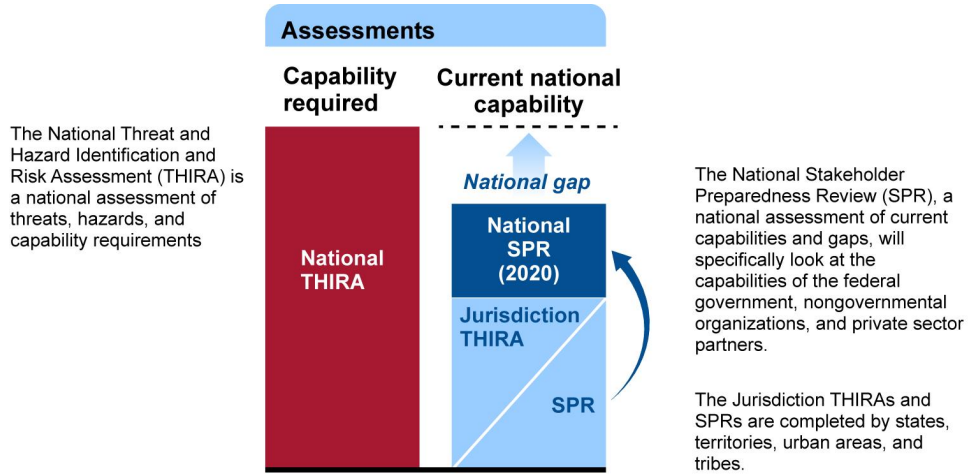 Assessments
Capability
required
Current national
capability
The National Threat and
Hazard Identification and
Risk Assessment (THIRA) is
a national assessment of
threats, hazards, and
capability requirements
National
THIRA
National gap
National
SPR
(2020)
Jurisdiction
THIRA
SPR
The National Stakeholder
Preparedness Review (SPR), a
national assessment of current
capabilities and gaps, will
specifically look at the
capabilities of the federal
government, nongovernmental
organizations, and private sector
partners.
The Jurisdiction THIRAs and
SPRs are completed by states,
territories, urban areas, and
tribes.